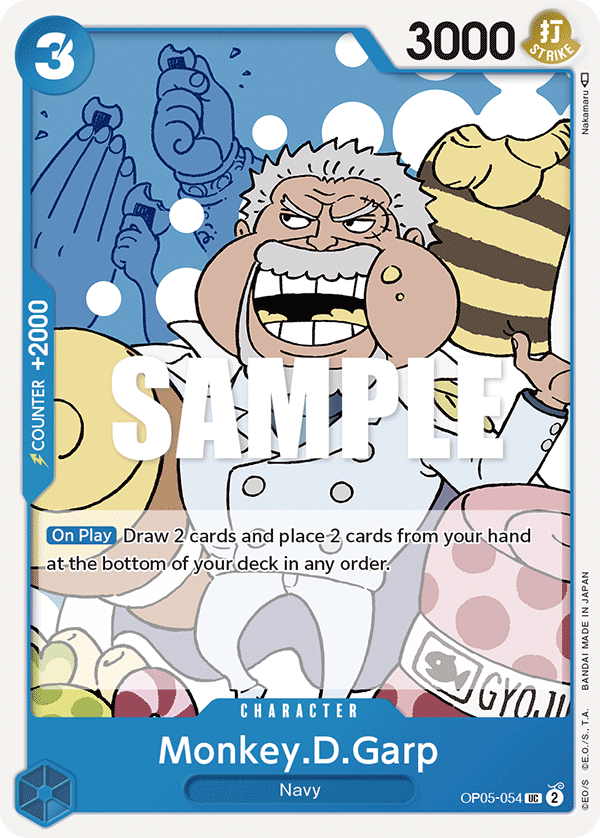 3
3000
打
STRIKE
Nakamaru
COUNTER +2000
SAMPLE
On Play Draw 2 cards and place 2 cards from your hand
at the bottom of your deck in any order.
GYOJI
CHARACTER
Monkey.D.Garp
Navy
OP05-054 UC 2
©E.O./S., T.A. BANDAI MADE IN JAPAN
©EO/S